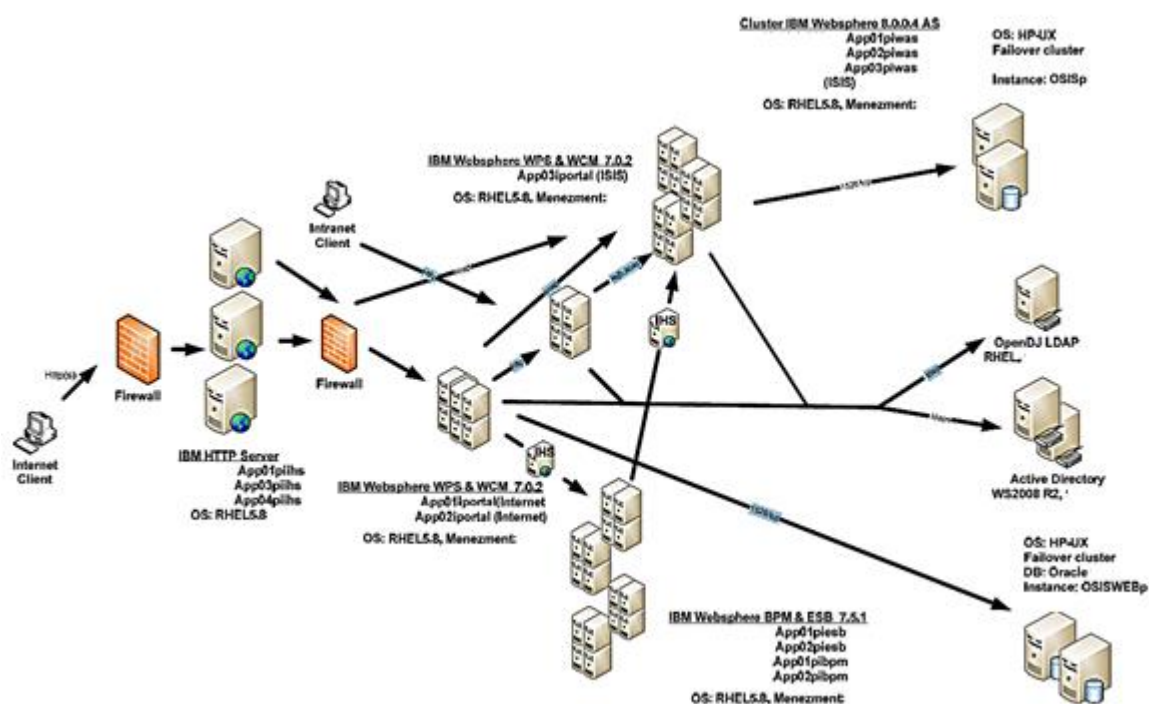 Cluster IBM Websphere 8.0.0.4 AS
App01piwas
App02piwas
App03piwas
(ISIS)
OS: RHEL5.8, Menezment:
OS: HP-UX
Failover cluster
Instance: OSISp
IBM Websphere WPS & WCM 7.0.2
App03iportal (ISIS)
OS: RHEL5.8, Menezment:
Intranet
Client
Http(s)
Firewall
Firewall
Internet
Client
IHS
IHS
OpenDJ LDAP
RHEL,
Active Directory
WS2008 R2,
IBM HTTP Server
App01piihs
App03piihs
App04piihs
OS: RHEL5.8
IBM Websphere WPS & WCM 7.0.2
App01iportal(Internet
App02iportal (Internet)
OS: RHEL5.8, Menezment:
OS: HP-UX
Failover cluster
DB: Oracle
Instance: OSISWEBp
IBM Websphere BPM & ESB 7.5.1
App01piesb
App02piesb
App01pibpm
App02pibpm
OS: RHEL5.8, Menezment: